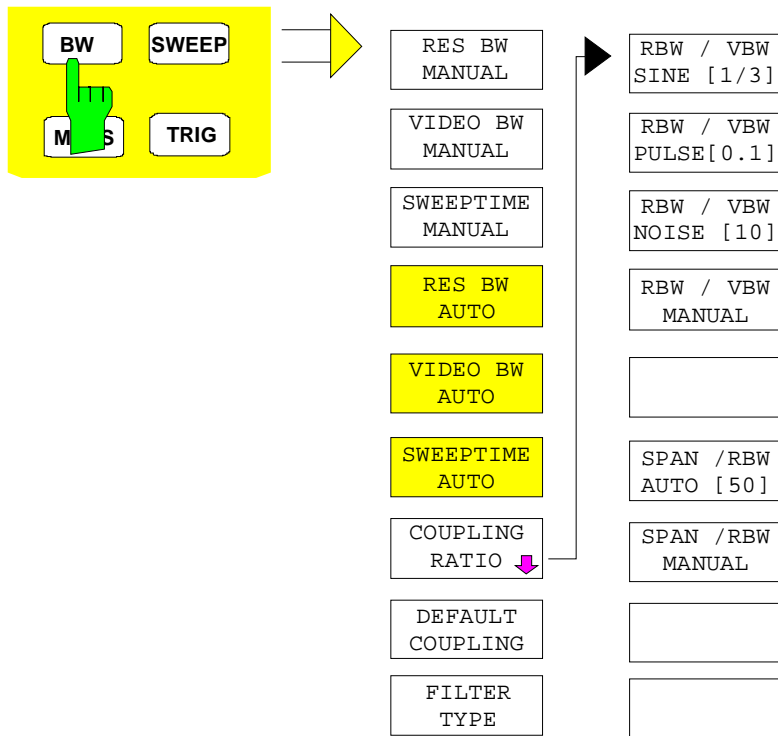 BW
SWEEP
TRIG
RES BW
MANUAL
VIDEO BW
MANUAL
SWEEPTIME
MANUAL
RES BW
AUTO
VIDEO BW
AUTO
SWEEPTIME
AUTO
COUPLING
RATIO
DEFAULT
COUPLING
FILTER
TYPE
RBW / VBW
SINE [1/3]
RBW / VBW
PULSE[0.1]
RBW / VBW
NOISE [10]
RBW / VBW
MANUAL
SPAN /RBW
AUTO [50]
SPAN /RBW
MANUAL